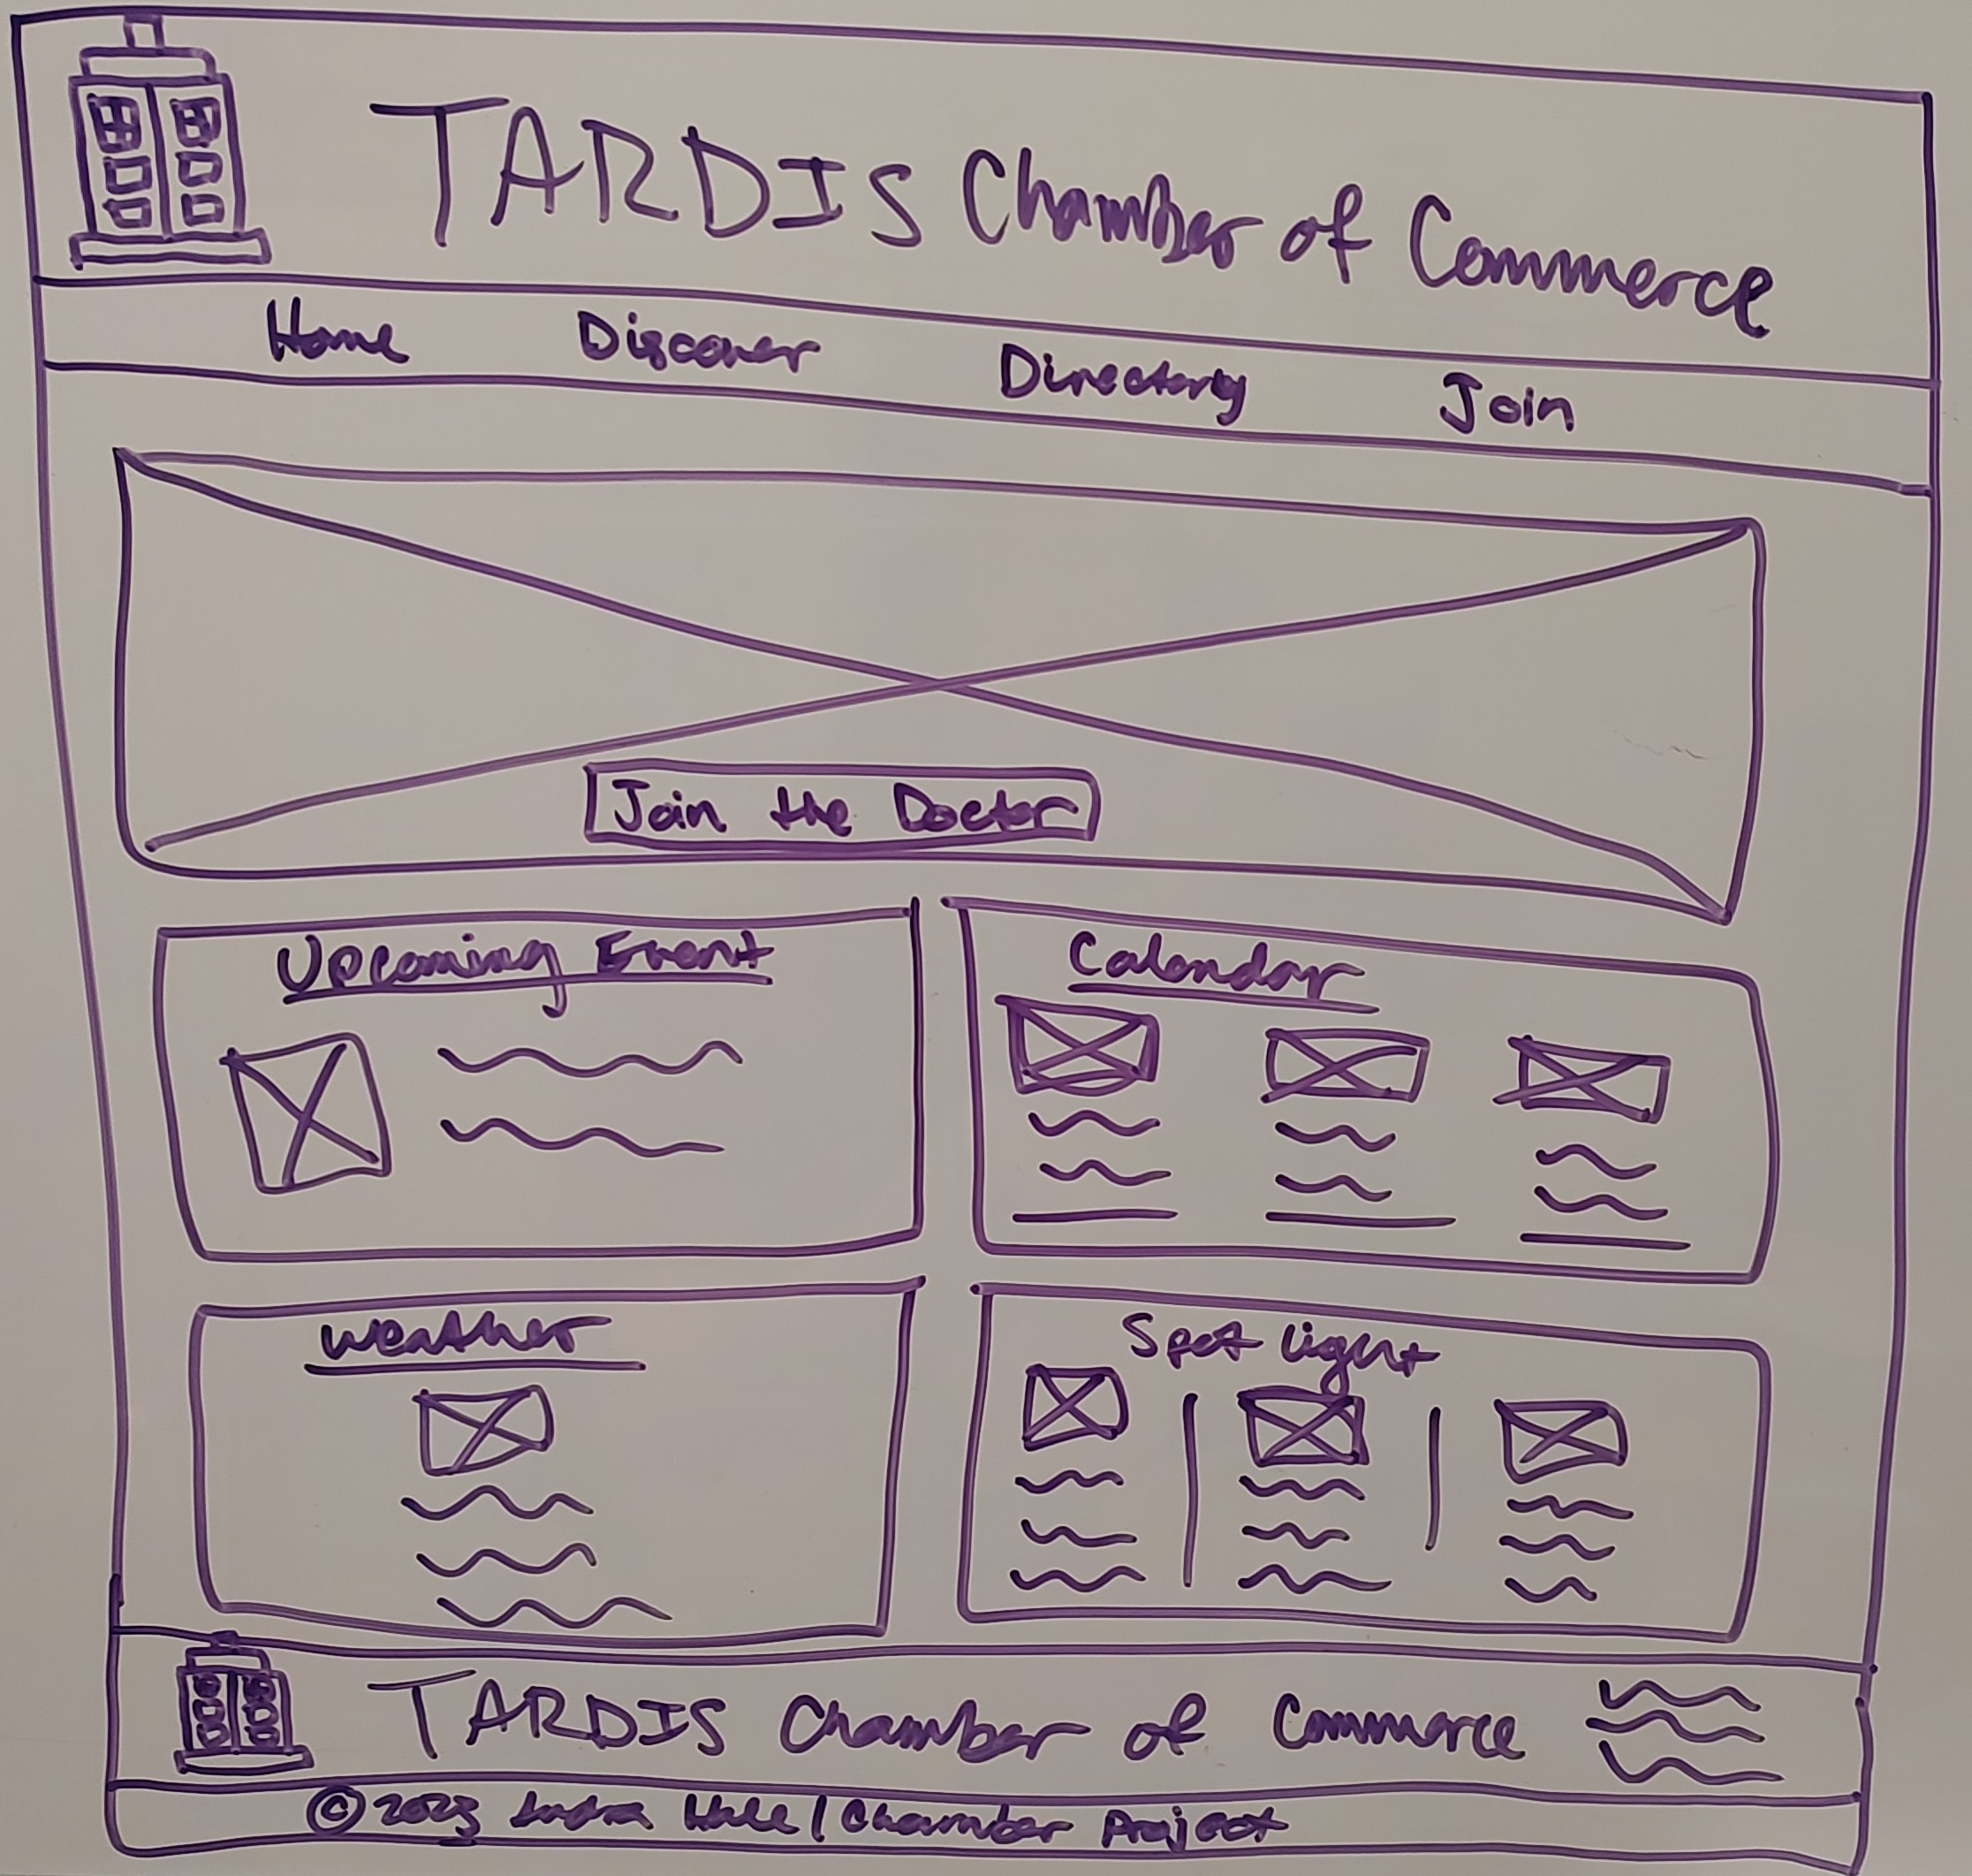 TARDIS Chamber of Commerce
Home Discover Directory Join
Join the Doctor
Upcoming Event
Calendar
Weather
Spot light
TARDIS Chamber of Commerce
© 2023 Hale | Chamber Project